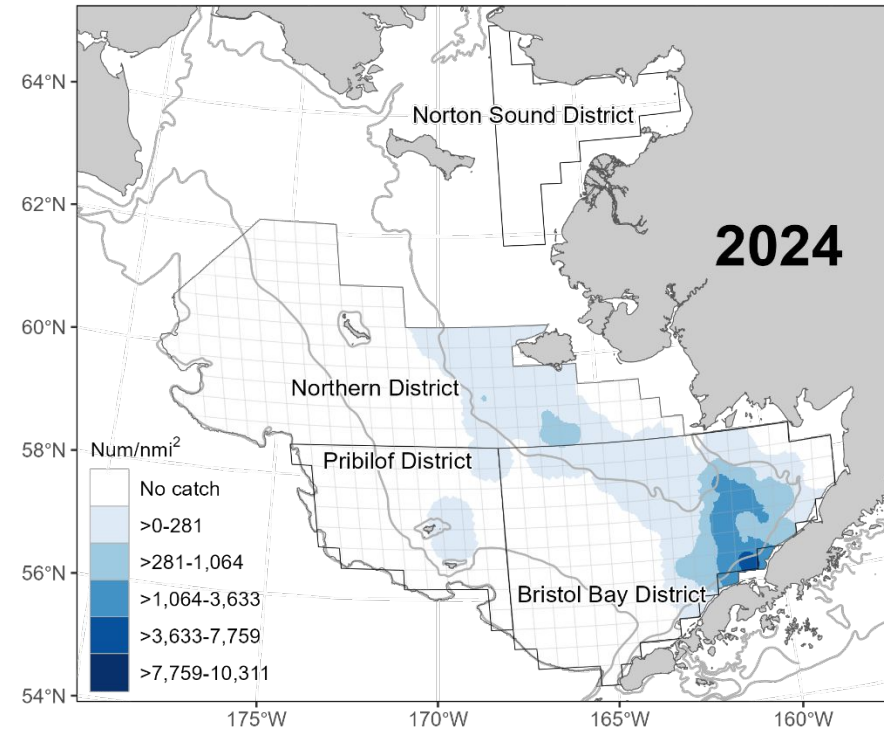 64°N
Norton Sound District
62°N
2024
60°N
Northern District
58°N
Num/nmi²
Pribilof District
No catch
>0-281
>281-1,064
56°N
>1,064-3,633
Bristol Bay District
>3,633-7,759
>7,759-10,311
54°N
175°W
170°W
165°W
160°W